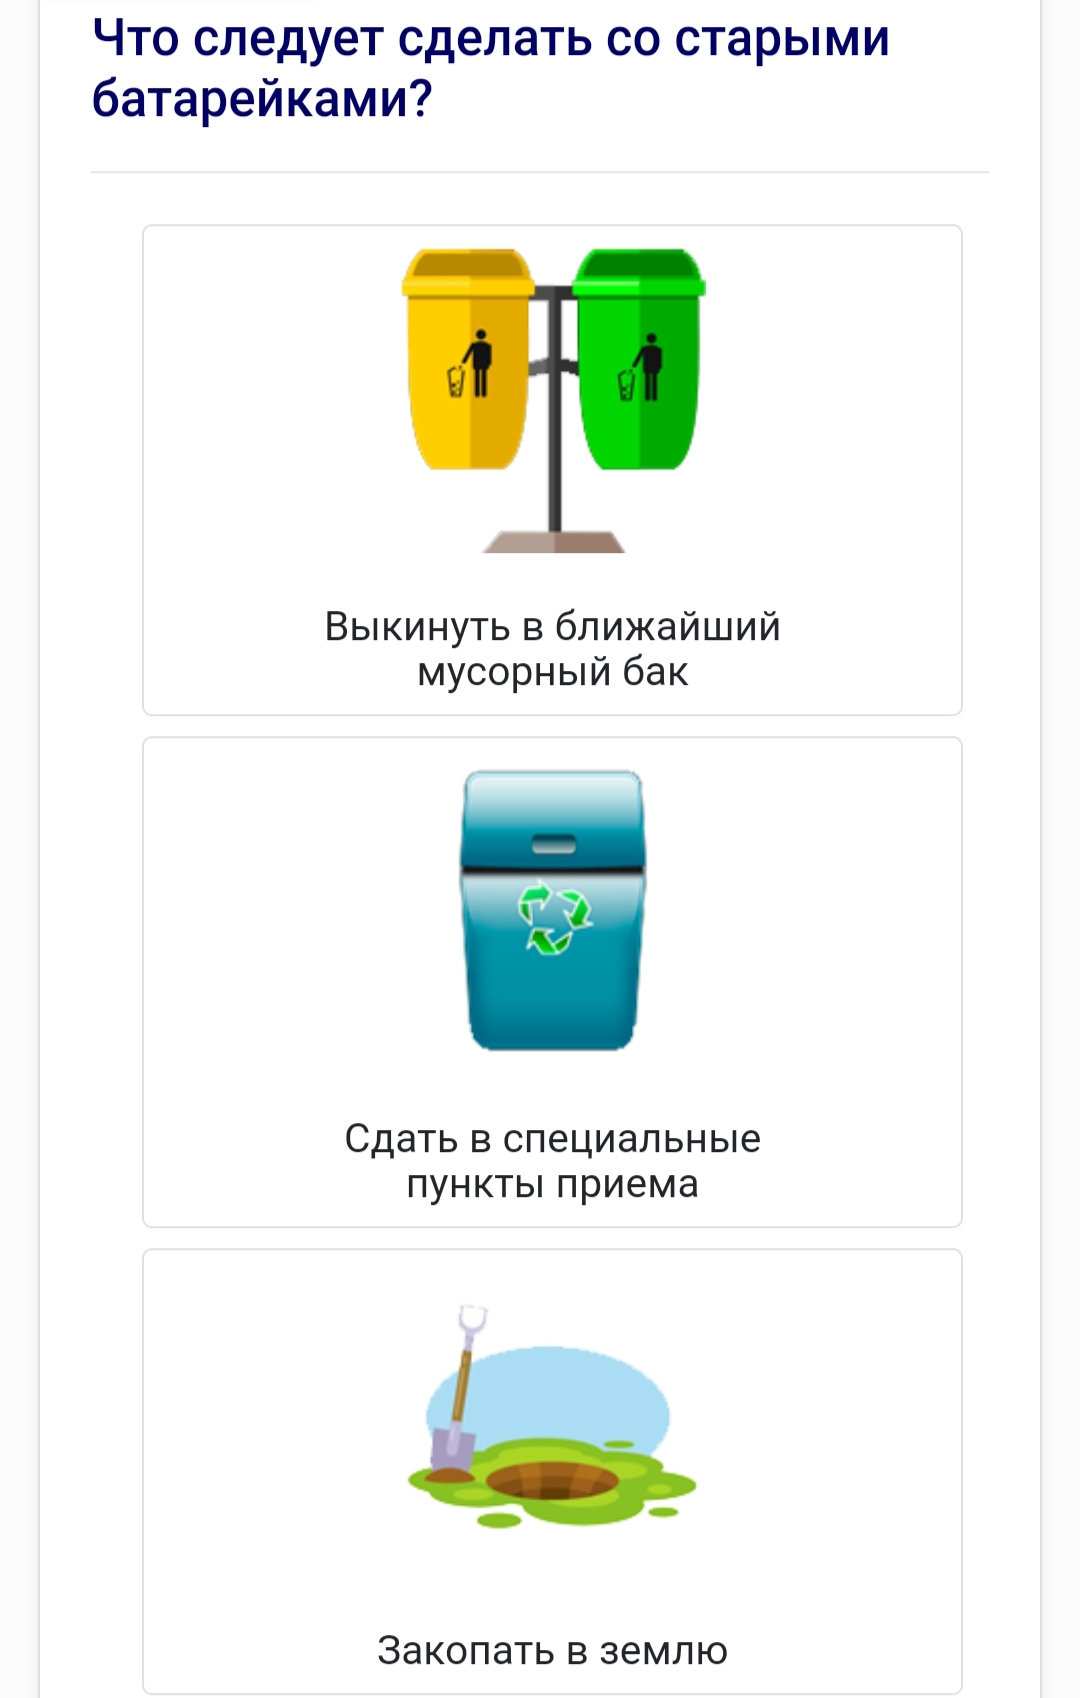 Что следует сделать со старыми
батарейками?
Выкинуть в ближайший
мусорный бак
Сдать в специальные
пункты приема
Закопать в землю